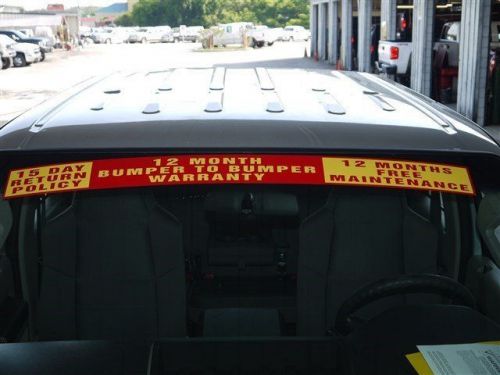 15 DAY
RETURN
POLICY
12 MONTH
BUMPER TO BUMPER
WARRANTY
12 MONTHS
FREE
MAINTENANCE